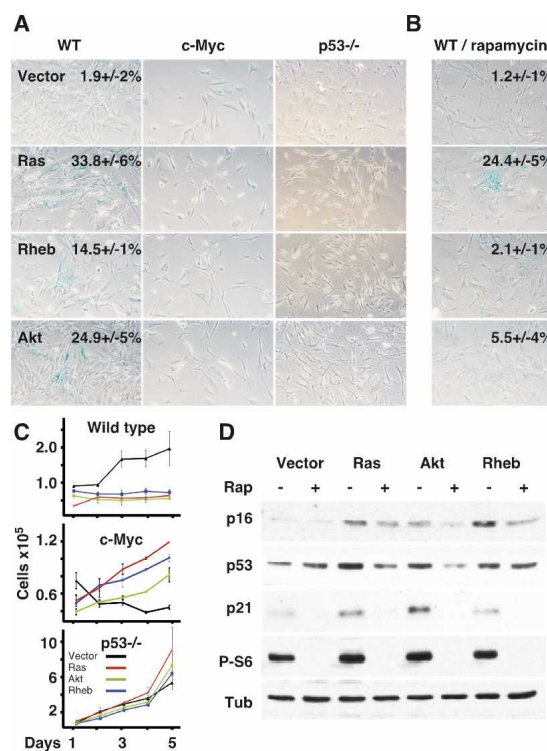 A
B
WT
c-Myc
p53-/-
WT / rapamycin
Vector 1.9+/-2%
1.2+/-1%
Ras 33.8+/-6%
24.4+/-5%
Rheb 14.5+/-1%
2.1+/-1%
Akt 24.9+/-5%
5.5+/-4%
C
Wild type
2.0
1.0
c-Myc
1.2
0.6
Cells x10⁵
p53-/-
10
6
2
Vector
Ras
Akt
Rheb
Days 1 3 5
D
Vector Ras Akt Rheb
Rap - + - + - + - +
p16
p53
p21
P-S6
Tub